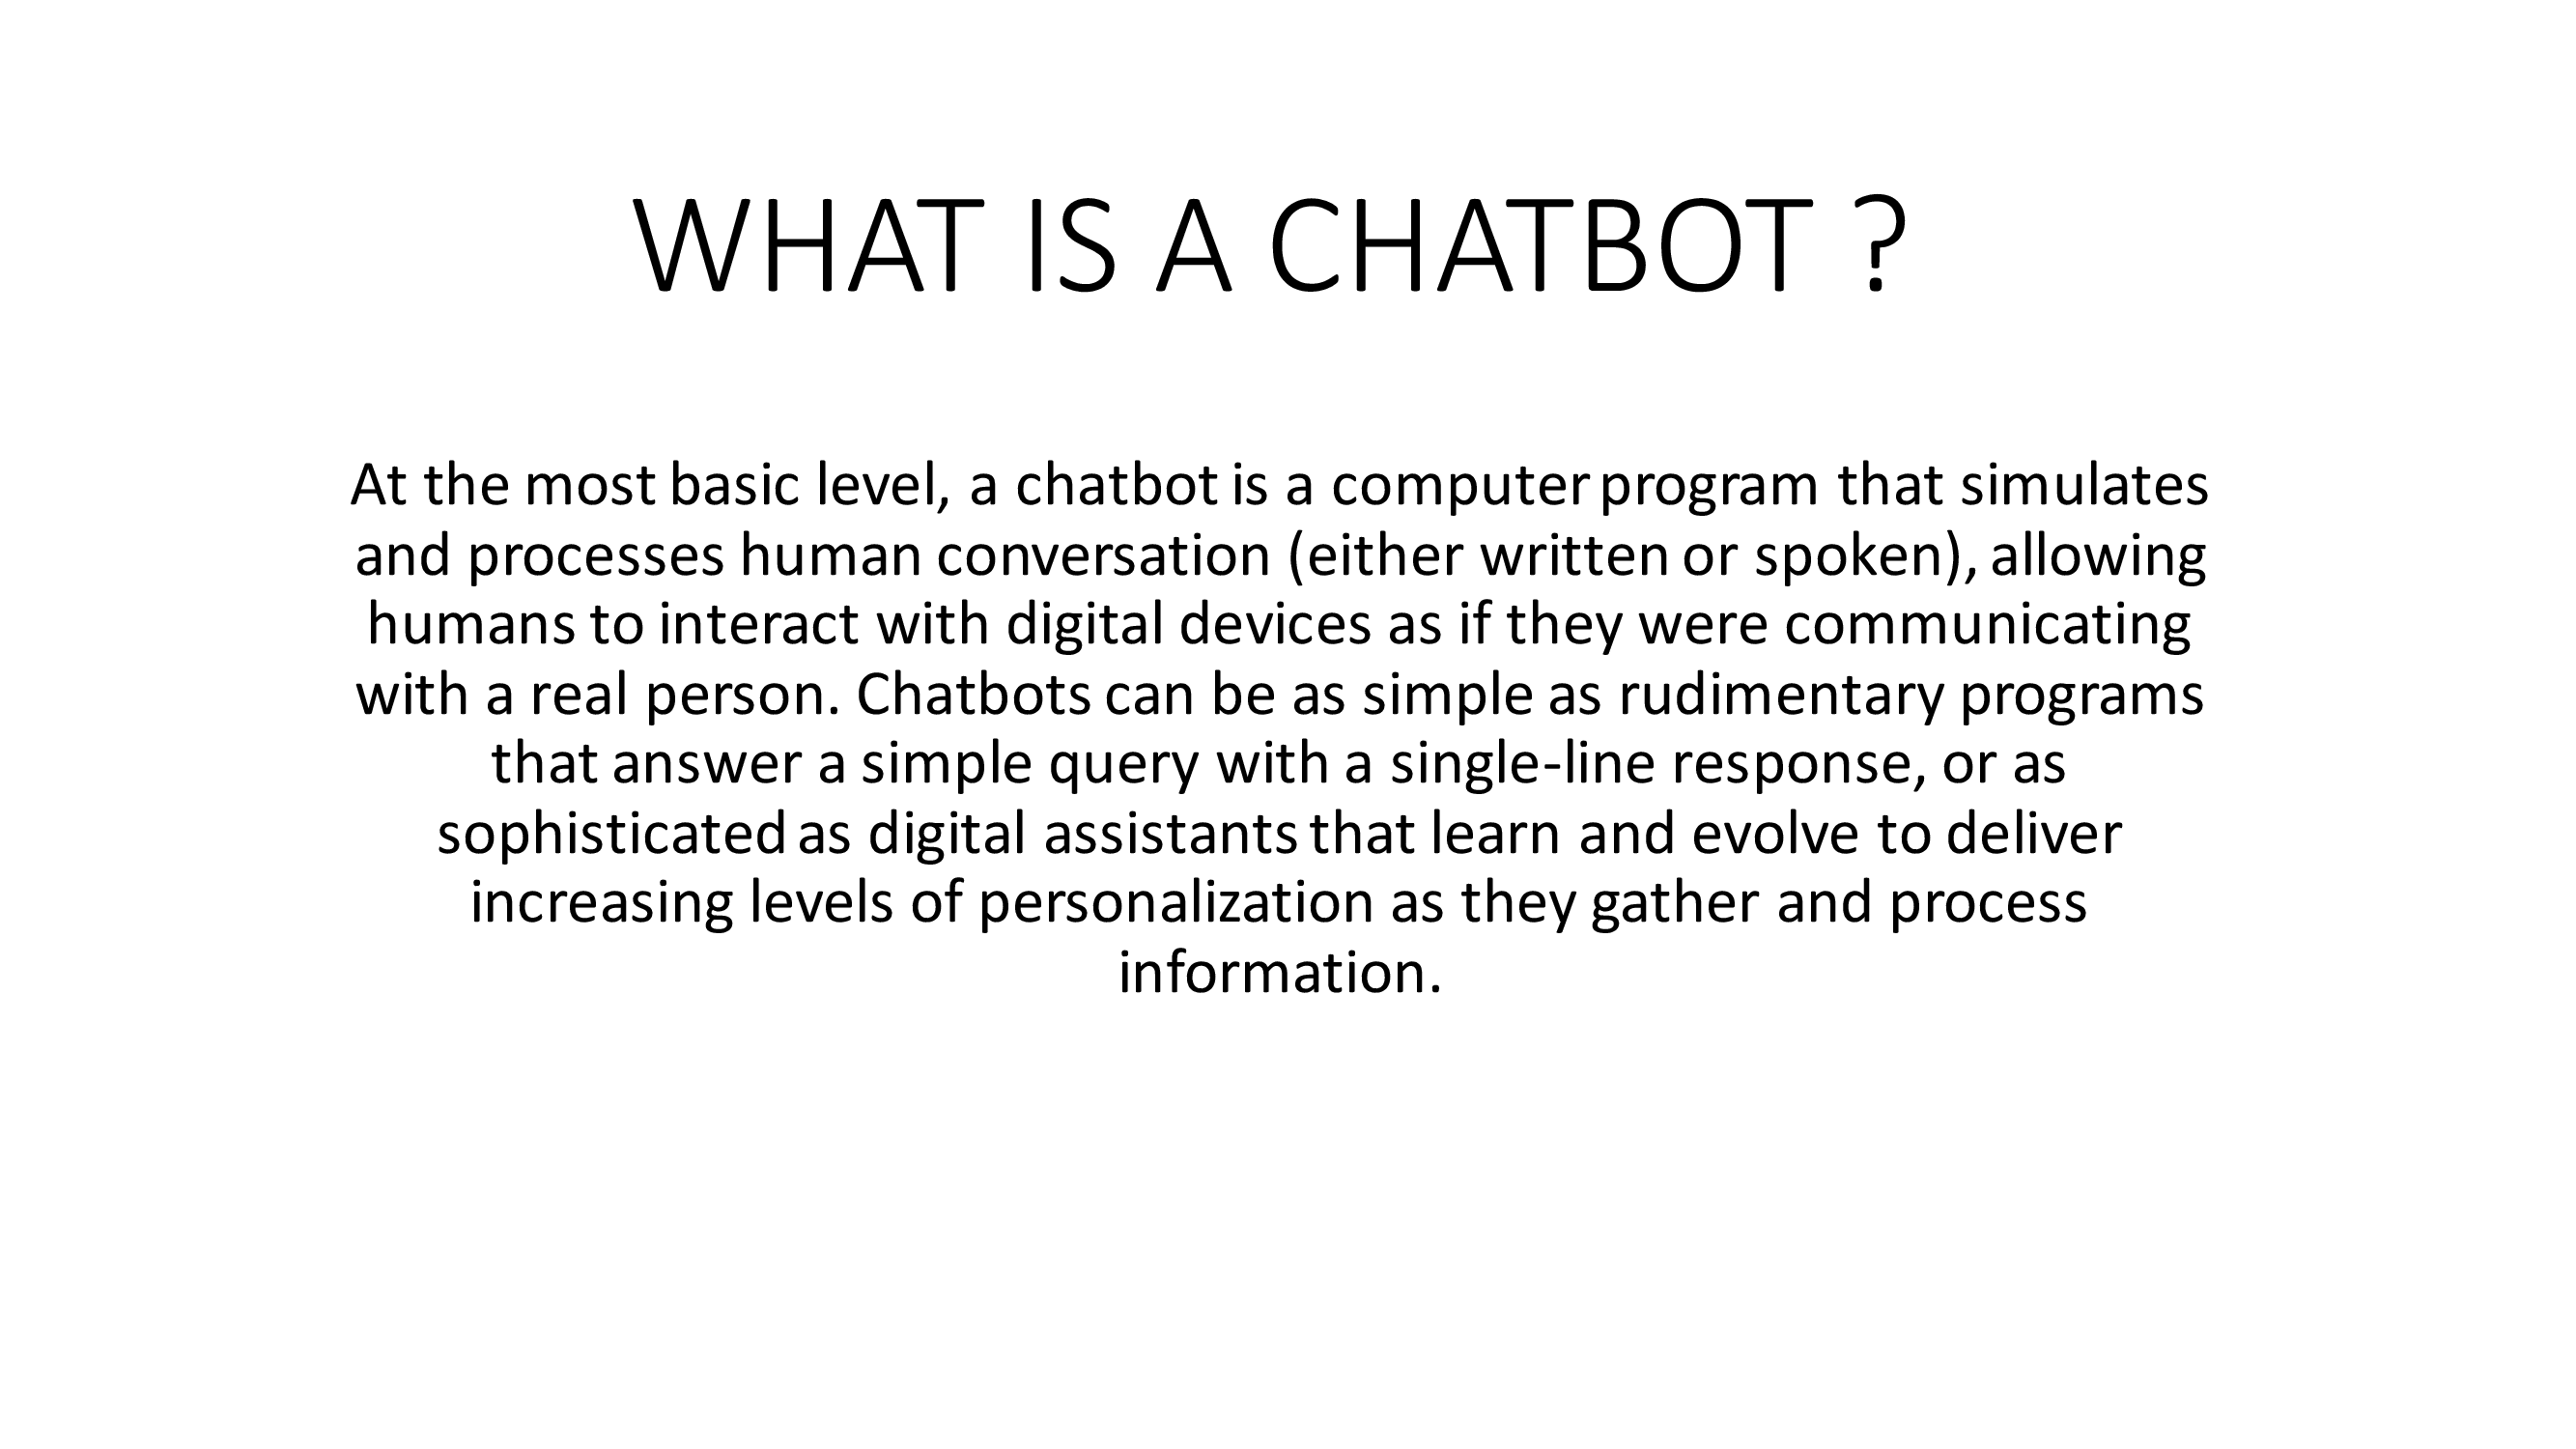 WHAT IS A CHATBOT ?
At the most basic level, a chatbot is a computer program that simulates
and processes human conversation (either written or spoken), allowing
humans to interact with digital devices as if they were communicating
with a real person. Chatbots can be as simple as rudimentary programs
that answer a simple query with a single-line response, or as
sophisticated as digital assistants that learn and evolve to deliver
increasing levels of personalization as they gather and process
information.